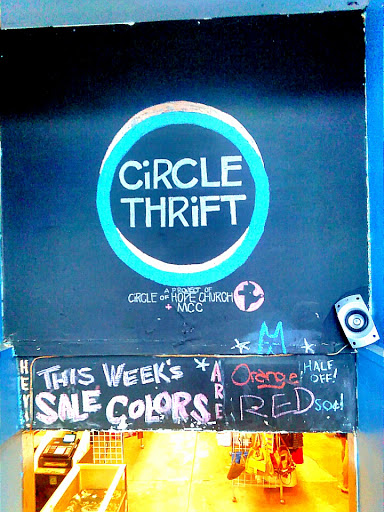 CiRCLE
THRiFT
A PROJECT OF
CIRCLE OF HOPE CHURCH
+ MCC
HEY!
THIS WEEK'S
SALE COLORS
ARE
Orange! HALF OFF!
RED 50¢!